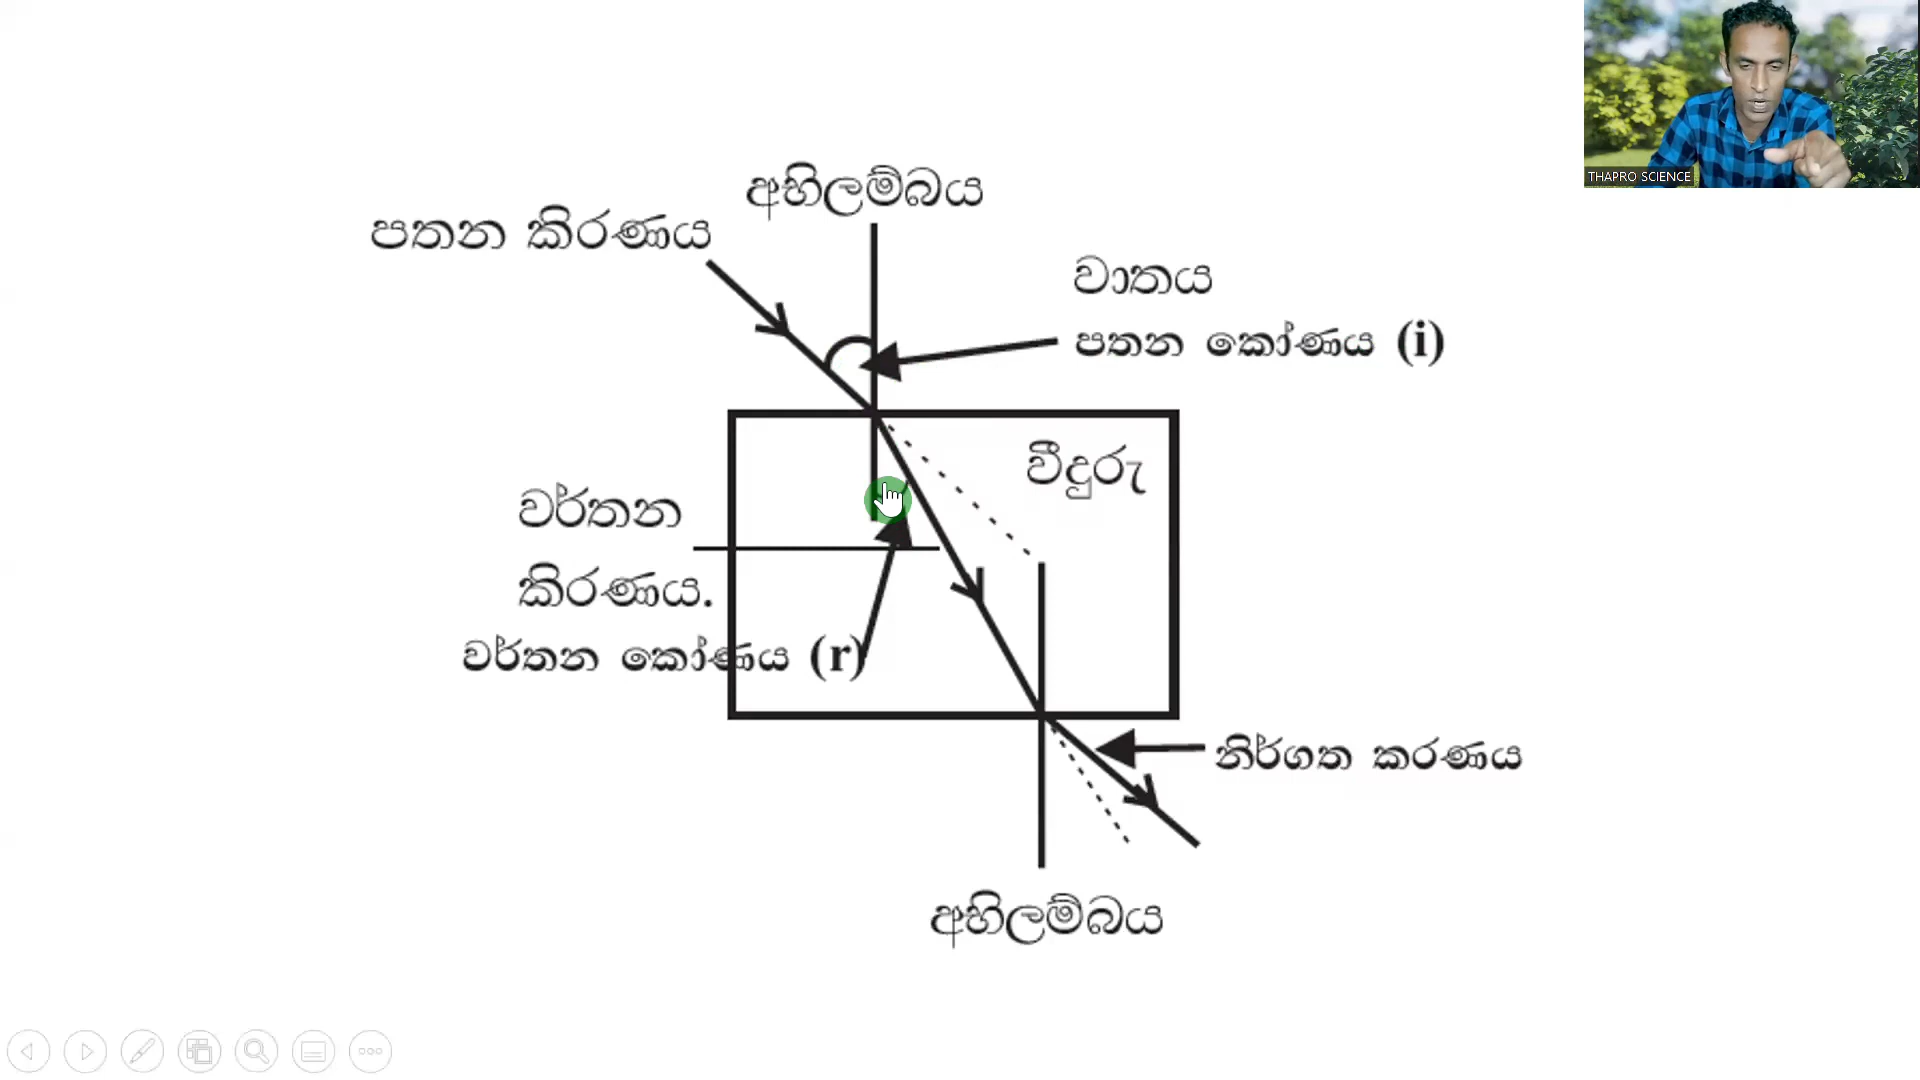 THAPRO SCIENCE
අභිලම්බය
පතන කිරණය
වාතය
පතන කෝණය (i)
වීදුරු
වර්තන
කිරණය.
වර්තන කෝණය (r)
නිර්ගත කරණය
අභිලම්බය